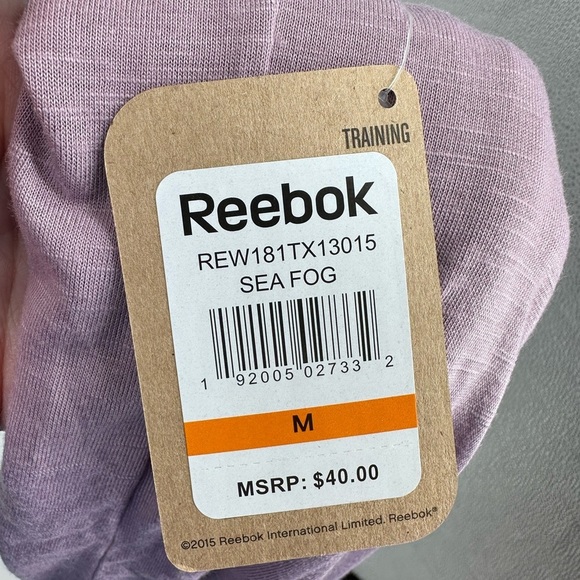 TRAINING
Reebok
REW181TX13015
SEA FOG
1 92005 02733 2
M
MSRP: $40.00
©2015 Reebok International Limited. Reebok®